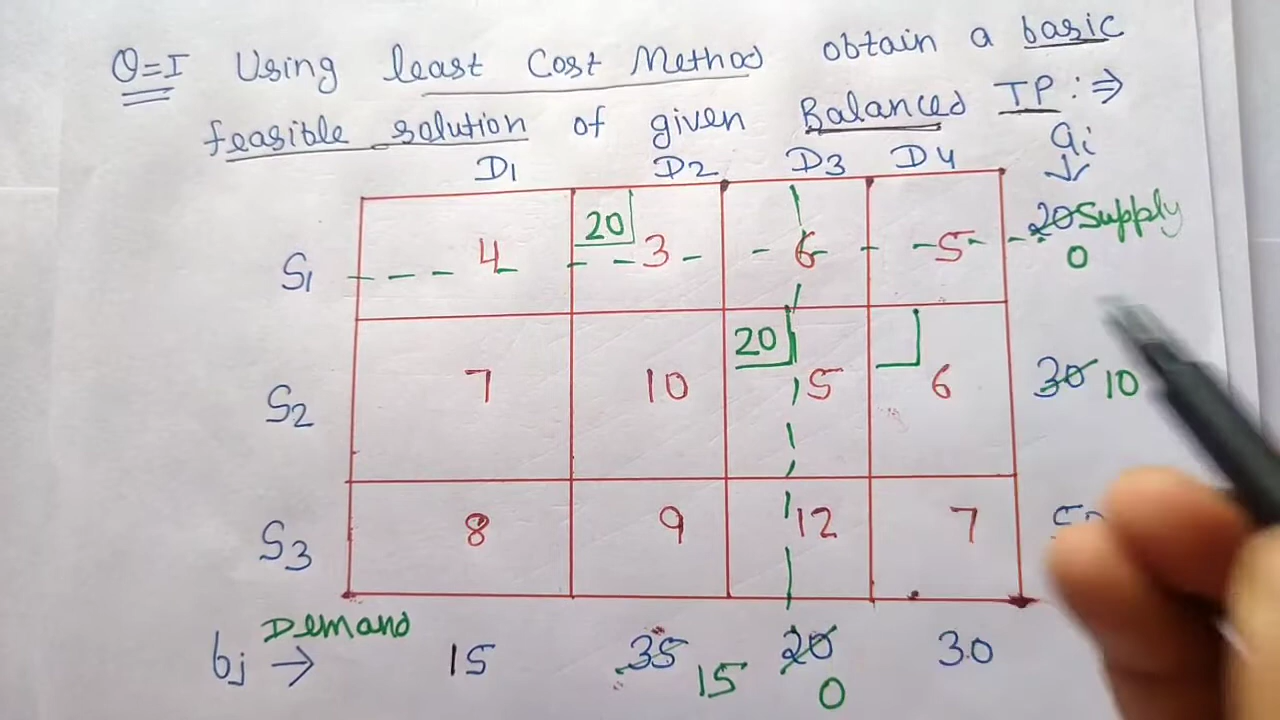 Q=I Using least Cost Method obtain a basic
feasible solution of given Balanced TP : ⇒
D1 D2 D3 D4 ai ↓
S1 4 20 3 6 5 20 Supply
0
S2 7 10 20 5 6 30 10
S3 8 9 12 7
Demand
bj → 15 35 15 20 0 30